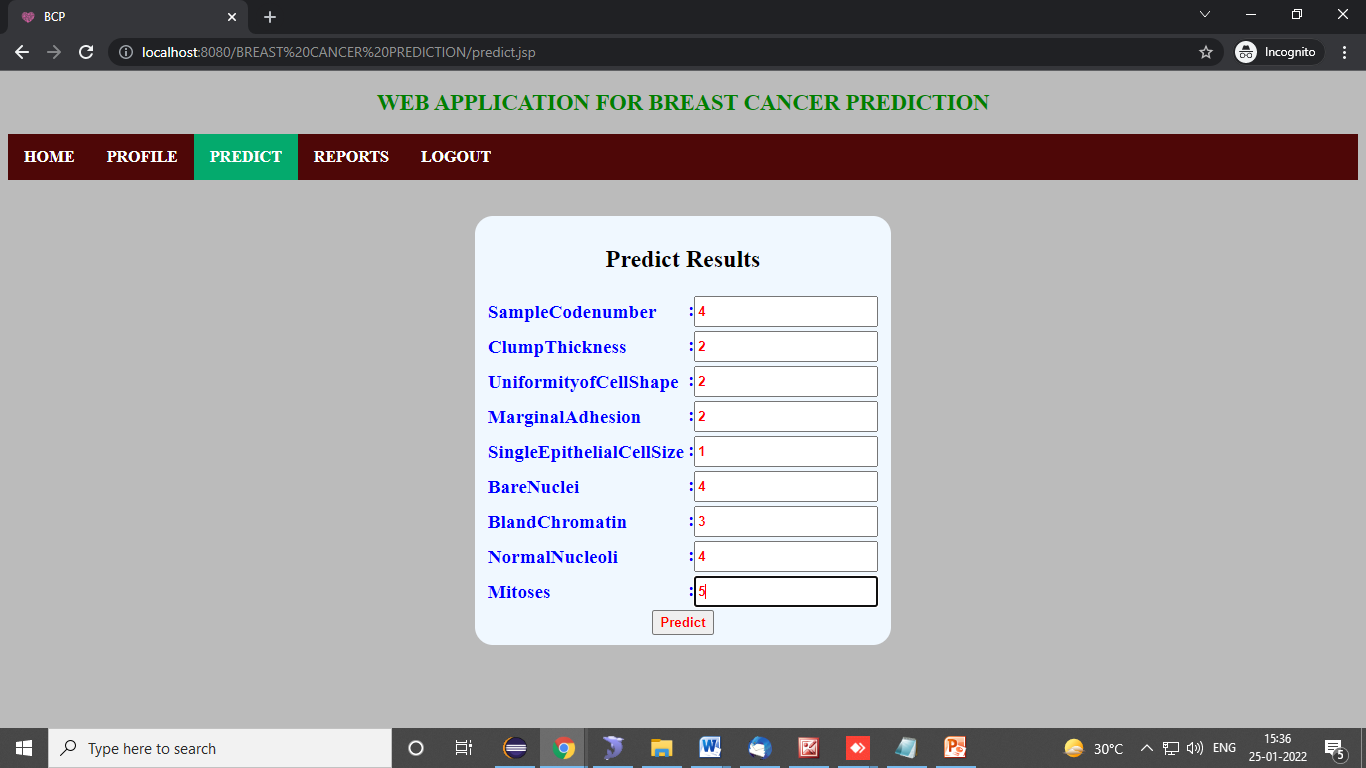 BCP
localhost:8080/BREAST%20CANCER%20PREDICTION/predict.jsp
Incognito
WEB APPLICATION FOR BREAST CANCER PREDICTION
HOME PROFILE PREDICT REPORTS LOGOUT
Predict Results
SampleCodenumber : 4
ClumpThickness : 2
UniformityofCellShape : 2
MarginalAdhesion : 2
SingleEpithelialCellSize : 1
BareNuclei : 4
BlandChromatin : 3
NormalNucleoli : 4
Mitoses : 5
Predict
Type here to search
30°C
ENG
15:36
25-01-2022
5